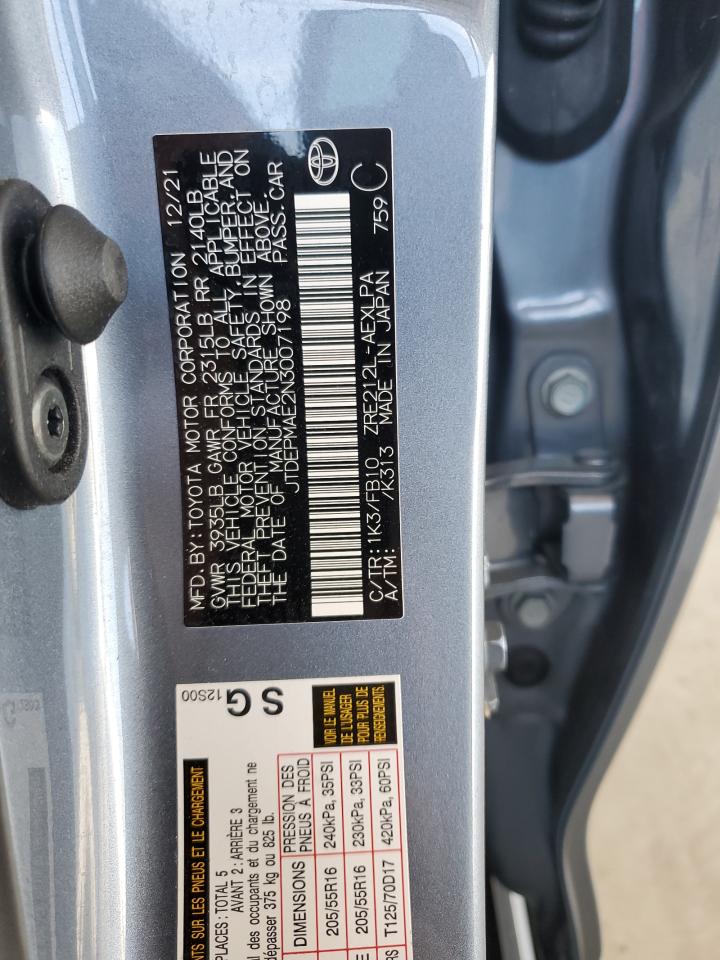 MFD. BY: TOYOTA MOTOR CORPORATION 12/21
GVWR 3935LB GAWR FR 2315LB RR 2140LB
THIS VEHICLE CONFORMS TO ALL APPLICABLE
FEDERAL MOTOR VEHICLE SAFETY, BUMPER, AND
THEFT PREVENTION STANDARDS IN EFFECT ON
THE DATE OF MANUFACTURE SHOWN ABOVE.
JTDEPMAE2N3007198 PASS. CAR
C/TR: 1K3/FB10 ZRE212L-AEXLPA
A/TM: /K313 MADE IN JAPAN 759 C
NTS SUR LES PNEUS ET LE CHARGEMENT
12S00
S G
PLACES: TOTAL 5
AVANT 2: ARRIÈRE 3
al des occupants et du chargement ne
dépasser 375 kg ou 825 lb.
DIMENSIONS
PRESSION DES
PNEUS À FROID
205/55R16 240kPa, 35PSI
205/55R16 230kPa, 33PSI
T125/70D17 420kPa, 60PSI
VOIR LE MANUEL
DE L'USAGER
POUR PLUS DE
RENSEIGNEMENTS.